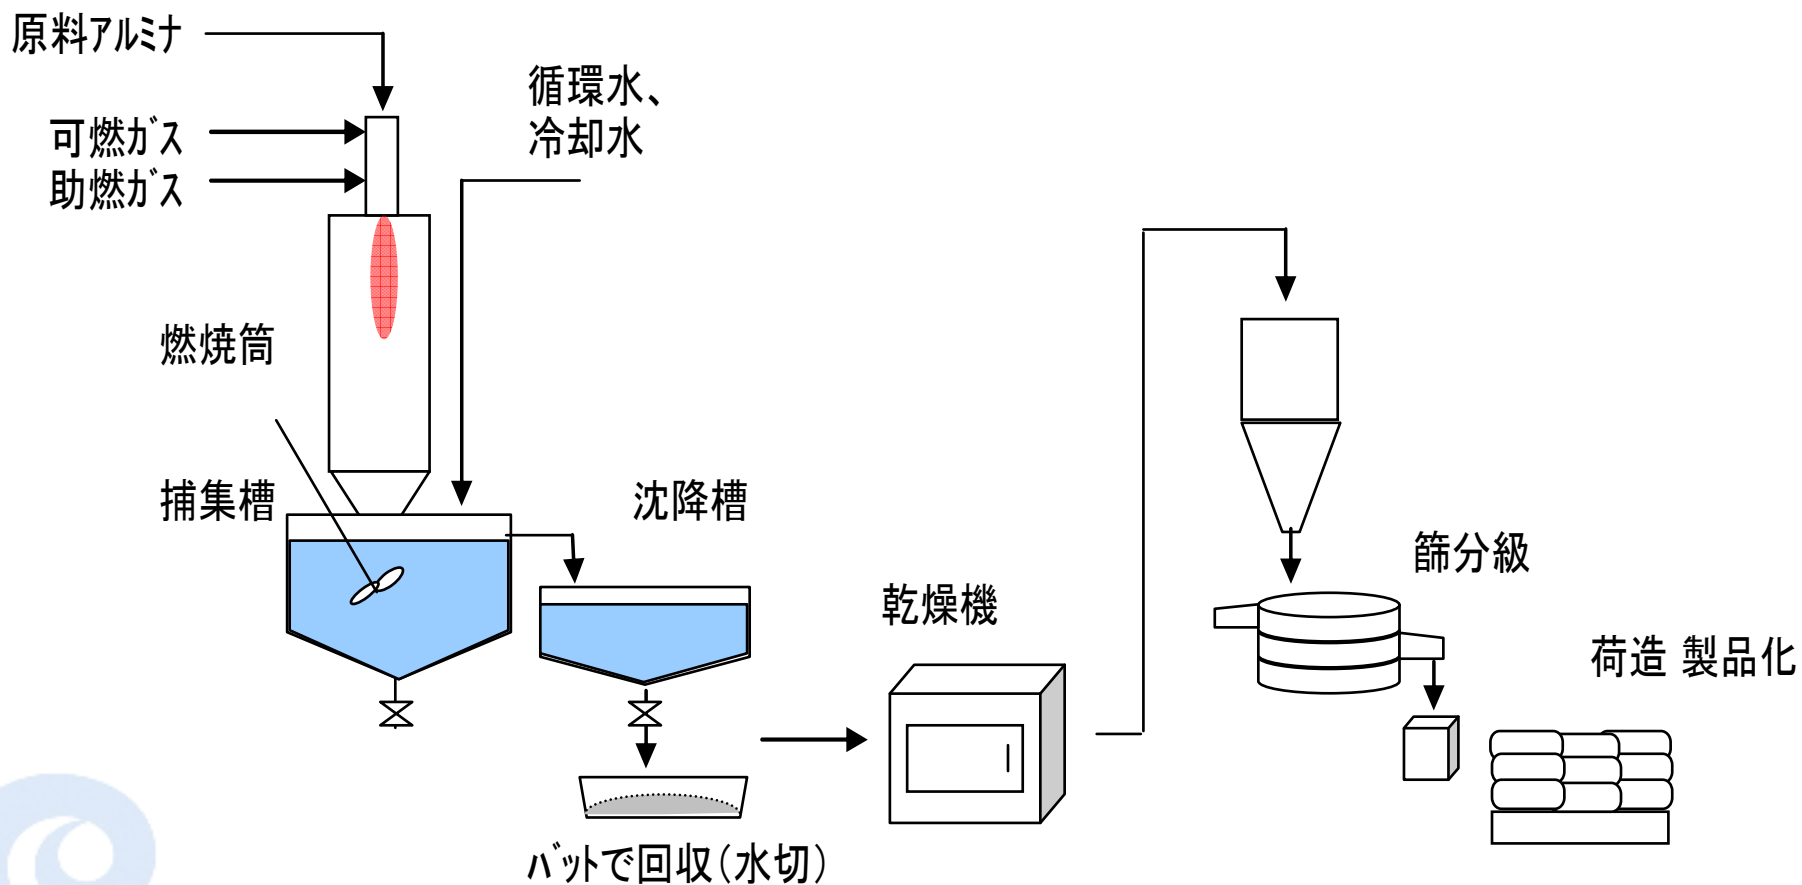 原料アルミナ
可燃ガス
助燃ガス
循環水、
冷却水
燃焼筒
捕集槽
沈降槽
乾燥機
篩分級
荷造 製品化
バットで回収(水切)